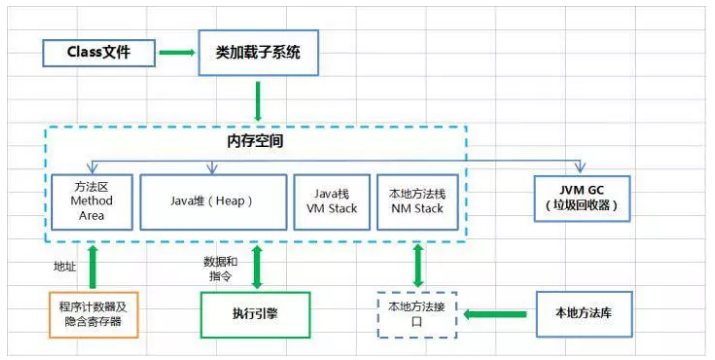 Class文件
类加载子系统
内存空间
方法区
Method
Area
Java堆（Heap）
Java栈
VM Stack
本地方法栈
NM Stack
JVM GC
（垃圾回收器）
地址
数据和
指令
程序计数器及
隐含寄存器
执行引擎
本地方法接
口
本地方法库